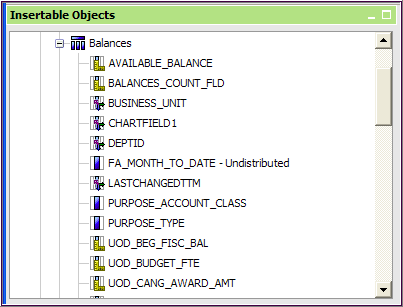 Insertable Objects
Balances
AVAILABLE_BALANCE
BALANCES_COUNT_FLD
BUSINESS_UNIT
CHARTFIELD1
DEPTID
FA_MONTH_TO_DATE - Undistributed
LASTCHANGEDTTM
PURPOSE_ACCOUNT_CLASS
PURPOSE_TYPE
UOD_BEG_FISC_BAL
UOD_BUDGET_FTE
UOD_CANG_AWARD_AMT